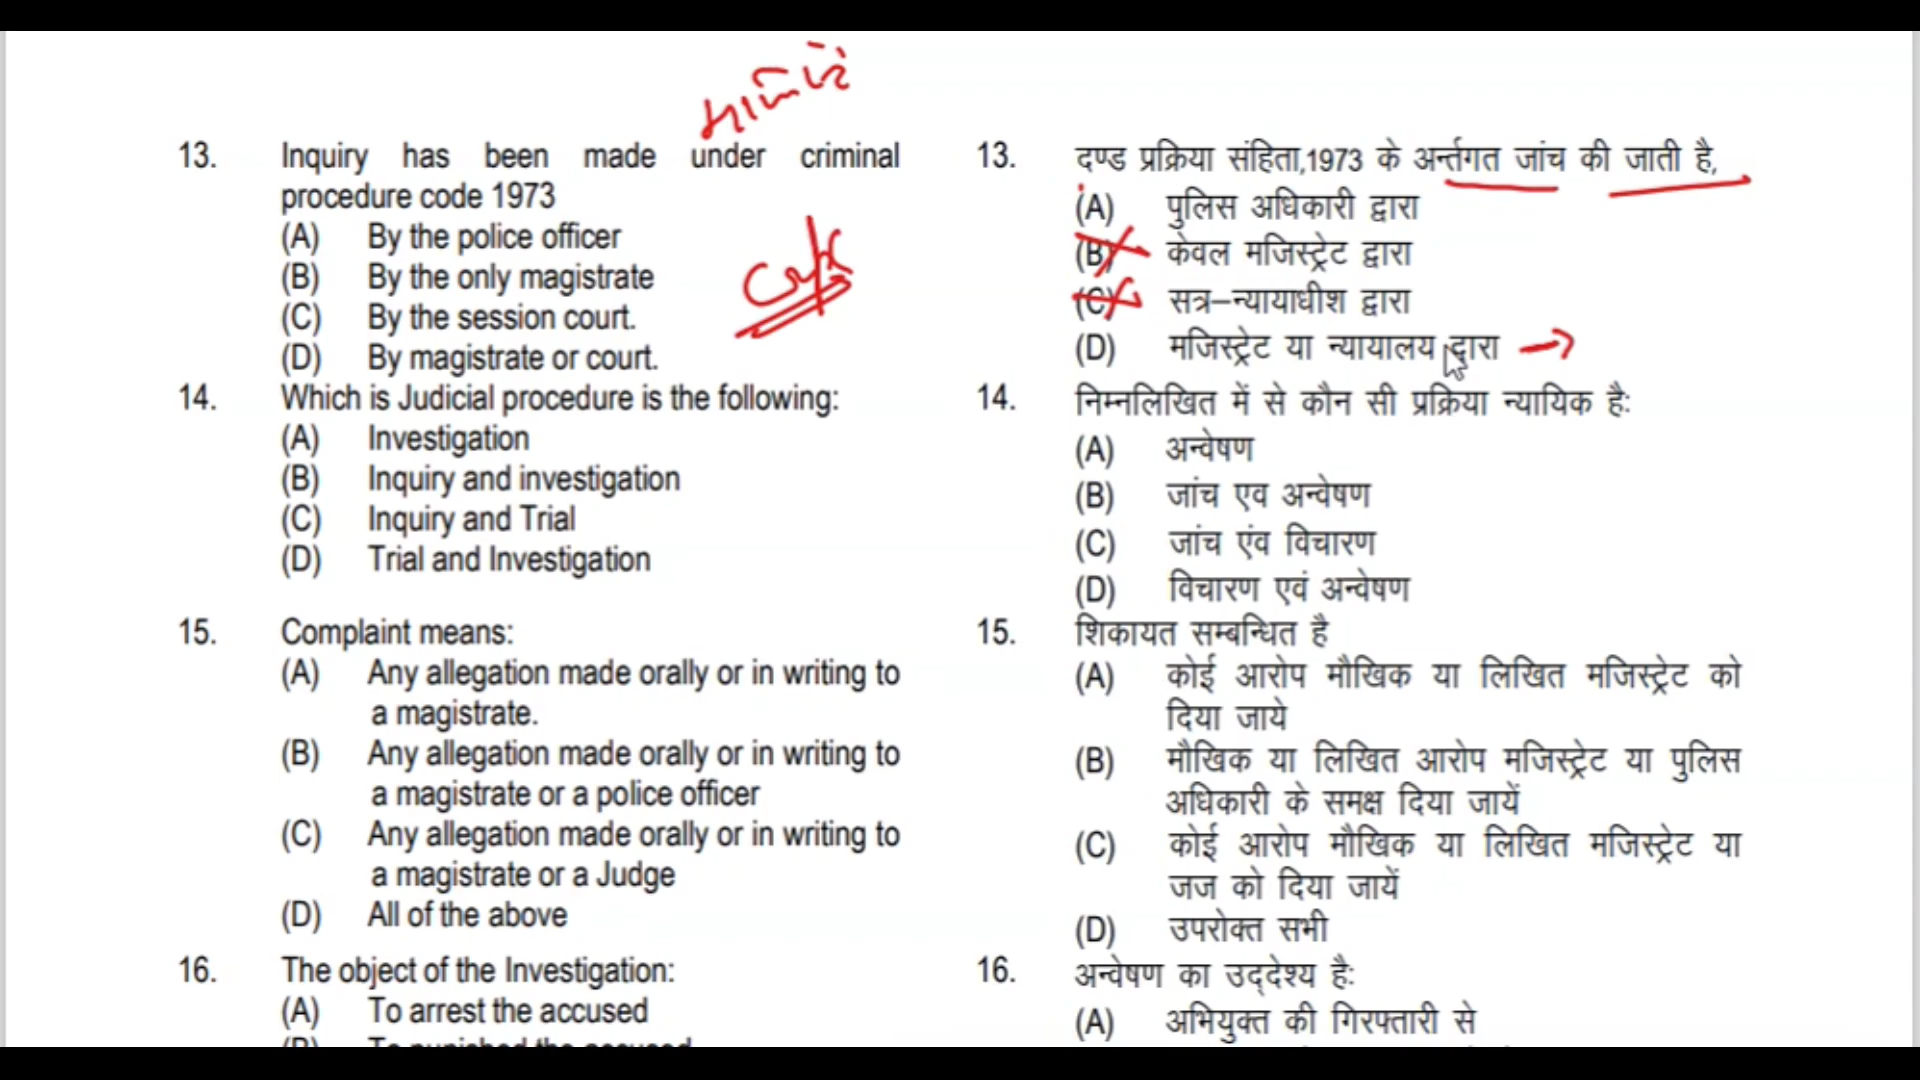 13. Inquiry has been made under criminal
procedure code 1973
(A) By the police officer
(B) By the only magistrate
(C) By the session court.
(D) By magistrate or court.
14. Which is Judicial procedure is the following:
(A) Investigation
(B) Inquiry and investigation
(C) Inquiry and Trial
(D) Trial and Investigation
15. Complaint means:
(A) Any allegation made orally or in writing to
a magistrate.
(B) Any allegation made orally or in writing to
a magistrate or a police officer
(C) Any allegation made orally or in writing to
a magistrate or a Judge
(D) All of the above
16. The object of the Investigation:
(A) To arrest the accused
13. दण्ड प्रक्रिया संहिता,1973 के अर्न्तगत जांच की जाती है,
(A) पुलिस अधिकारी द्वारा
(B) केवल मजिस्ट्रेट द्वारा
(C) सत्र–न्यायाधीश द्वारा
(D) मजिस्ट्रेट या न्यायालय द्वारा
14. निम्नलिखित में से कौन सी प्रक्रिया न्यायिक है:
(A) अन्वेषण
(B) जांच एव अन्वेषण
(C) जांच एंव विचारण
(D) विचारण एवं अन्वेषण
15. शिकायत सम्बन्धित है
(A) कोई आरोप मौखिक या लिखित मजिस्ट्रेट को
दिया जाये
(B) मौखिक या लिखित आरोप मजिस्ट्रेट या पुलिस
अधिकारी के समक्ष दिया जायें
(C) कोई आरोप मौखिक या लिखित मजिस्ट्रेट या
जज को दिया जायें
(D) उपरोक्त सभी
16. अन्वेषण का उद्देश्य है:
(A) अभियुक्त की गिरफ्तारी से